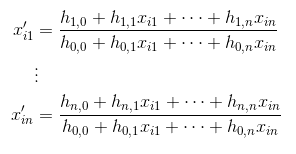 x'_{i1} = \frac{h_{1,0} + h_{1,1}x_{i1} + \cdots + h_{1,n}x_{in}}{h_{0,0} + h_{0,1}x_{i1} + \cdots + h_{0,n}x_{in}}
\vdots
x'_{in} = \frac{h_{n,0} + h_{n,1}x_{i1} + \cdots + h_{n,n}x_{in}}{h_{0,0} + h_{0,1}x_{i1} + \cdots + h_{0,n}x_{in}}